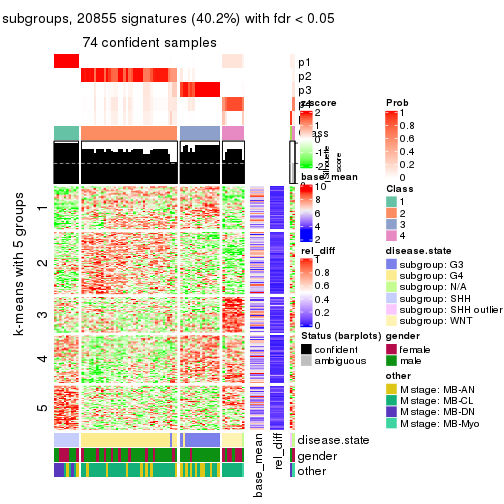 subgroups, 20855 signatures (40.2%) with fdr < 0.05
74 confident samples
p1
p2
p3
z-score
2
0
-2
silhouette
score
base_mean
10
8
6
4
2
rel_diff
1
0.8
0.6
0.4
0.2
0
Status (barplots)
confident
ambiguous
Prob
1
0.8
0.6
0.4
0.2
0
Class
1
2
3
4
disease.state
subgroup: G3
subgroup: G4
subgroup: N/A
subgroup: SHH
subgroup: SHH outlier
subgroup: WNT
gender
female
male
other
M stage: MB-AN
M stage: MB-CL
M stage: MB-DN
M stage: MB-Myo
k-means with 5 groups
1
2
3
4
5
base_mean
rel_diff
disease.state
gender
other